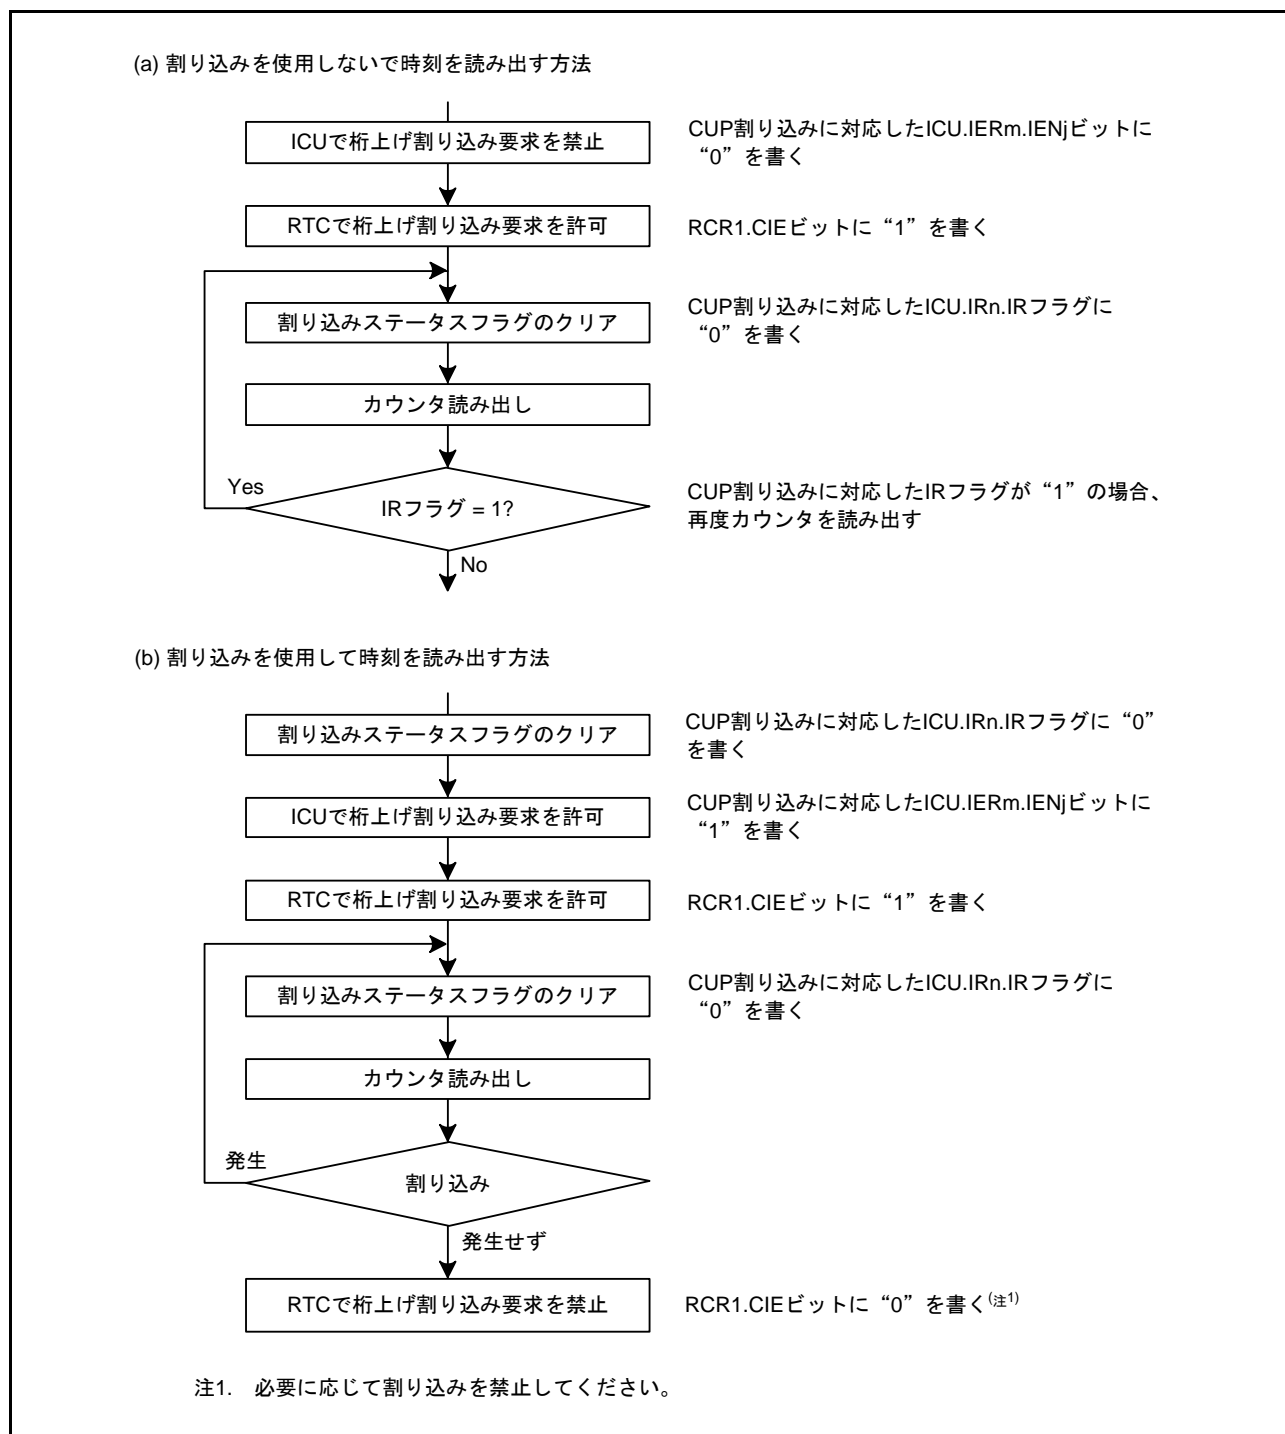 (a) 割り込みを使用しないで時刻を読み出す方法
ICUで桁上げ割り込み要求を禁止
CUP割り込みに対応したICU.IERm.IENjビットに
“0”を書く
RTCで桁上げ割り込み要求を許可
RCR1.CIEビットに“1”を書く
割り込みステータスフラグのクリア
CUP割り込みに対応したICU.IRn.IRフラグに
“0”を書く
カウンタ読み出し
Yes
IRフラグ = 1?
CUP割り込みに対応したIRフラグが“1”の場合、
再度カウンタを読み出す
No
(b) 割り込みを使用して時刻を読み出す方法
割り込みステータスフラグのクリア
CUP割り込みに対応したICU.IRn.IRフラグに“0”
を書く
ICUで桁上げ割り込み要求を許可
CUP割り込みに対応したICU.IERm.IENjビットに
“1”を書く
RTCで桁上げ割り込み要求を許可
RCR1.CIEビットに“1”を書く
割り込みステータスフラグのクリア
CUP割り込みに対応したICU.IRn.IRフラグに
“0”を書く
カウンタ読み出し
発生
割り込み
発生せず
RTCで桁上げ割り込み要求を禁止
RCR1.CIEビットに“0”を書く(注1)
注1. 必要に応じて割り込みを禁止してください。